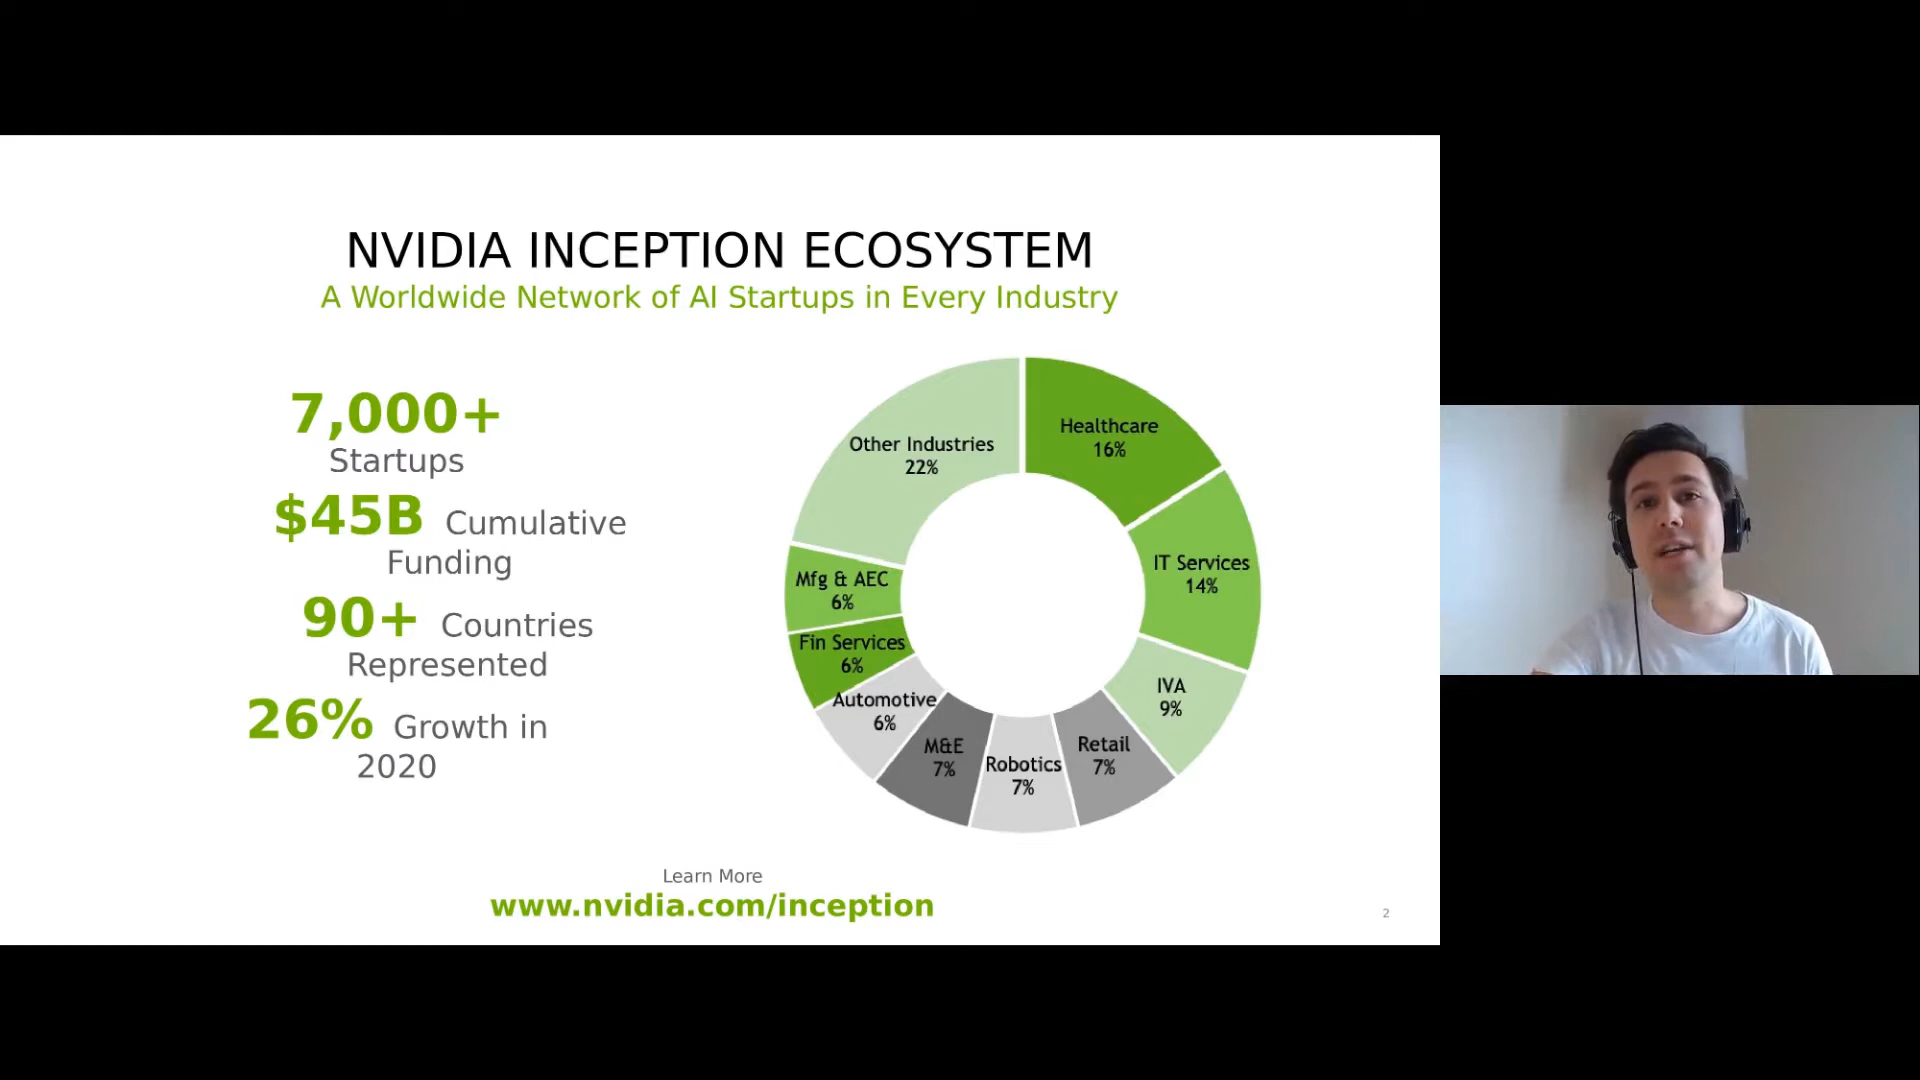 NVIDIA INCEPTION ECOSYSTEM
A Worldwide Network of AI Startups in Every Industry
7,000+
Startups
$45B Cumulative
Funding
90+ Countries
Represented
26% Growth in
2020
Healthcare
16%
IT Services
14%
IVA
9%
Retail
7%
Robotics
7%
M&E
7%
Automotive
6%
Fin Services
6%
Mfg & AEC
6%
Other Industries
22%
Learn More
www.nvidia.com/inception
2